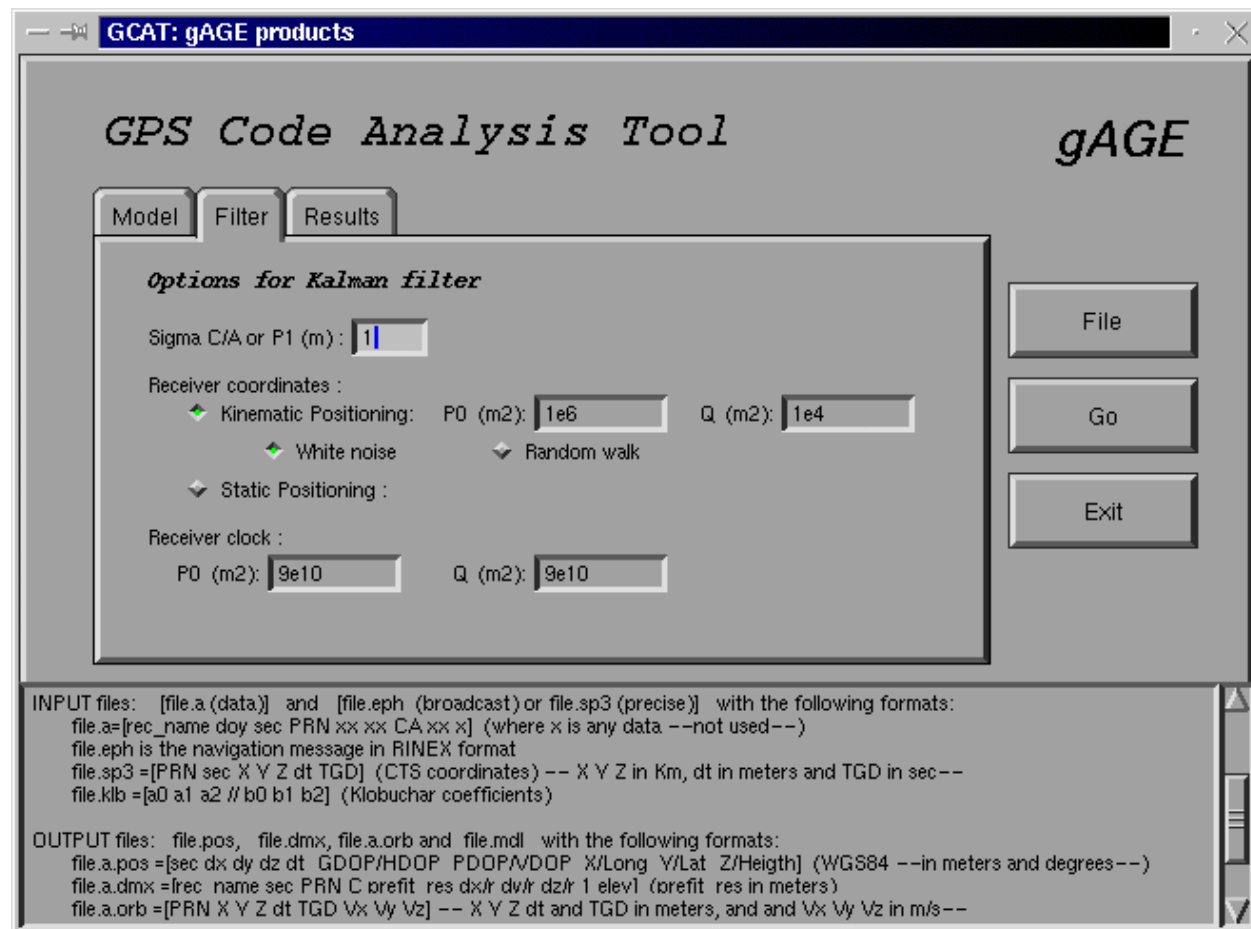 GCAT: gAGE products
GPS Code Analysis Tool
gAGE
Model Filter Results
Options for Kalman filter
Sigma C/A or P1 (m) : 1
Receiver coordinates :
Kinematic Positioning: P0 (m2): 1e6 Q (m2): 1e4
White noise Random walk
Static Positioning :
Receiver clock :
P0 (m2): 9e10 Q (m2): 9e10
File
Go
Exit
INPUT files: [file.a (data)] and [file.eph (broadcast) or file.sp3 (precise)] with the following formats:
file.a=[rec_name doy sec PRN xx xx CA xx x] (where x is any data --not used--)
file.eph is the navigation message in RINEX format
file.sp3 =[PRN sec X Y Z dt TGD] (CTS coordinates) -- X Y Z in Km, dt in meters and TGD in sec--
file.klb =[a0 a1 a2 // b0 b1 b2] (Klobuchar coefficients)
OUTPUT files: file.pos, file.dmx, file.a.orb and file.mdl with the following formats:
file.a.pos =[sec dx dy dz dt GDOP/HDOP PDOP/VDOP X/Long Y/Lat Z/Heigth] (WGS84 --in meters and degrees--)
file.a.dmx =[rec_name sec PRN C prefit_res dx/r dy/r dz/r 1 elev] (prefit_res in meters)
file.a.orb =[PRN X Y Z dt TGD Vx Vy Vz] -- X Y Z dt and TGD in meters, and and Vx Vy Vz in m/s--